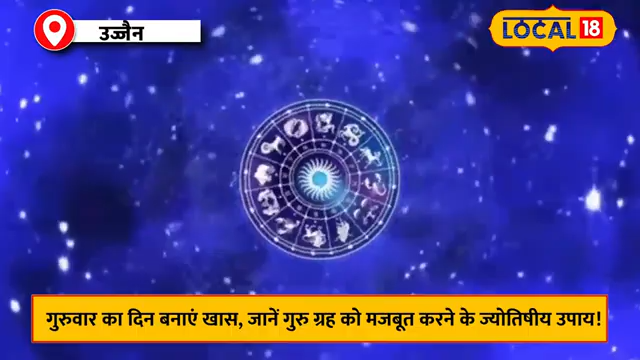 उज्जैन
LOCAL 18
गुरुवार का दिन बनाएं खास, जानें गुरु ग्रह को मजबूत करने के ज्योतिषीय उपाय!